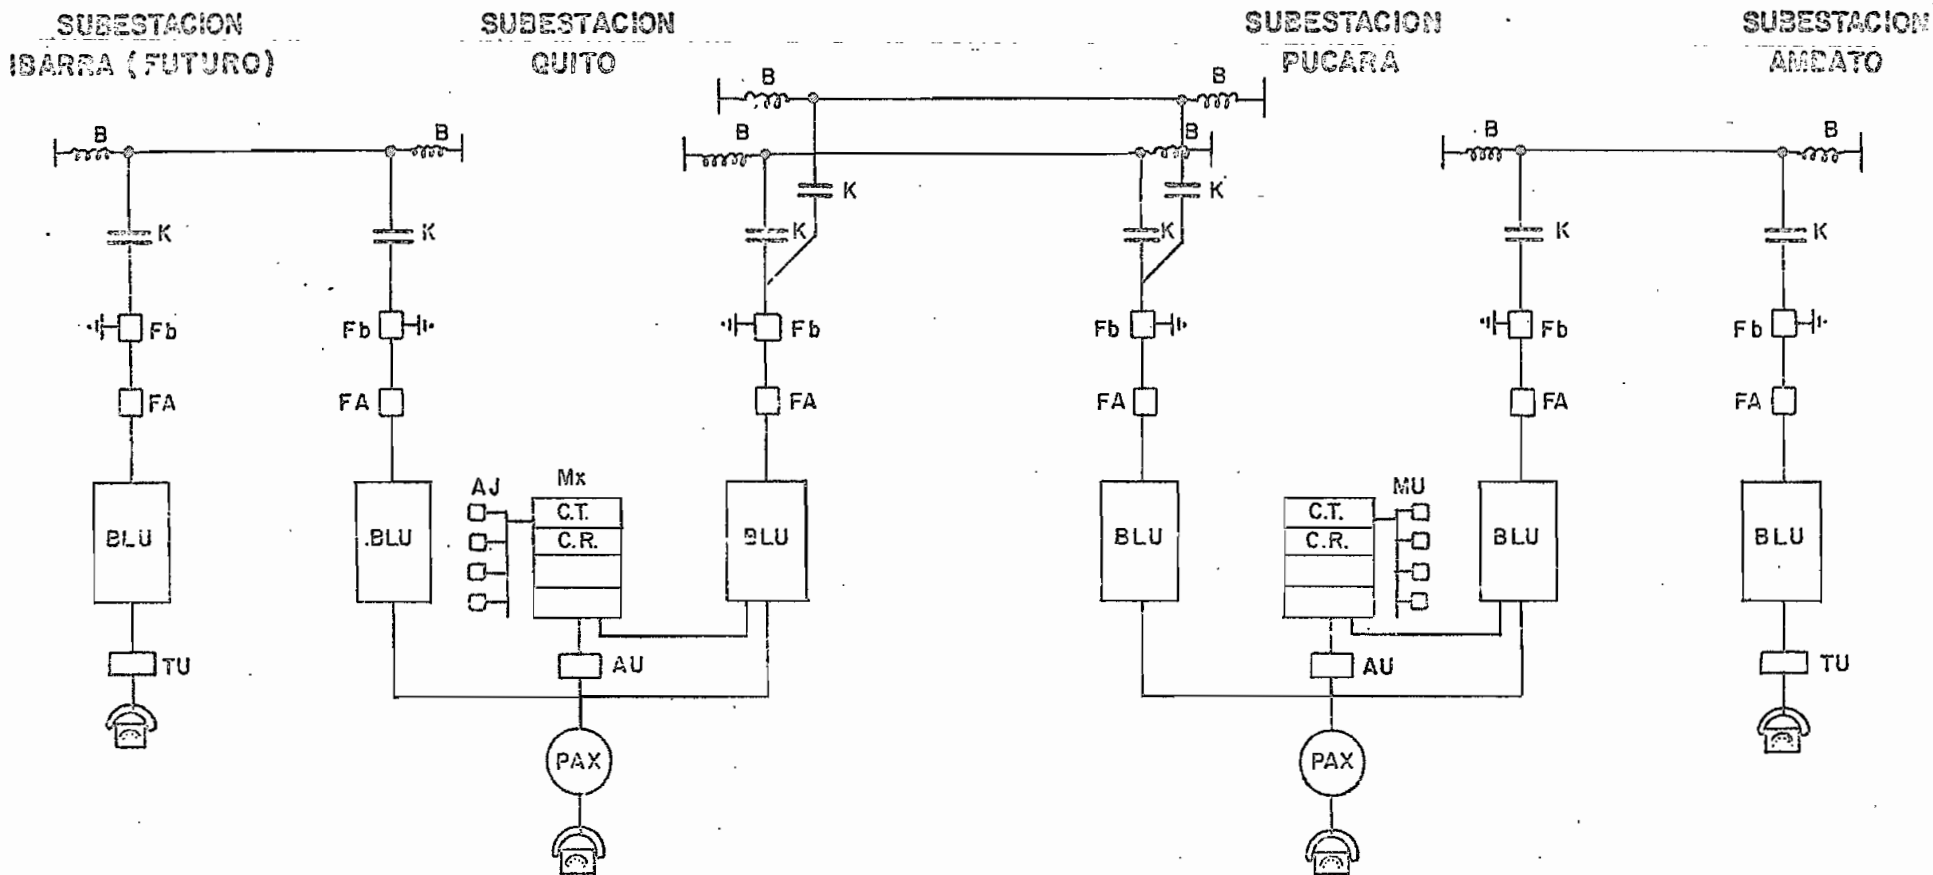 SUBESTACION
IBARRA (FUTURO)
SUBESTACION
QUITO
SUBESTACION
PUCARA
SUBESTACION
AMBATO
B B B B
B B B B
K K
K K K K K K
Fb Fb Fb Fb Fb Fb
FA FA FA FA FA FA
AJ Mx MU
C.T. C.T.
C.R. C.R.
BLU BLU BLU BLU BLU BLU
TU AU AU TU
PAX PAX